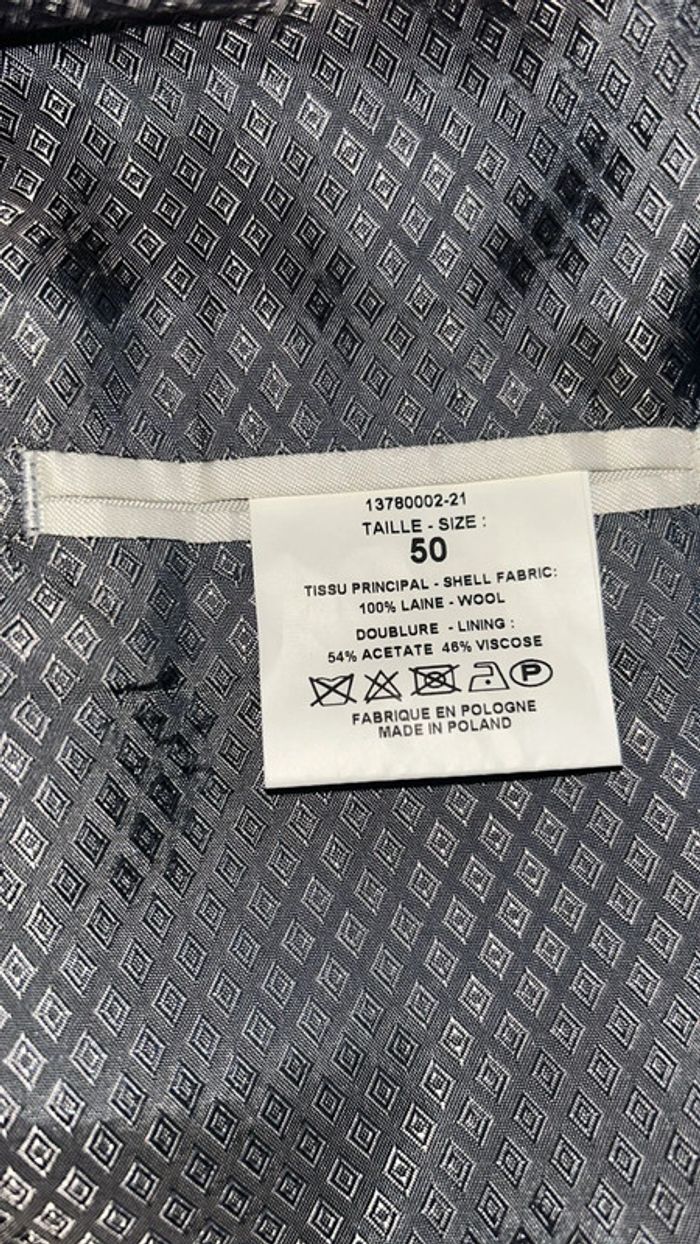 13780002-21
TAILLE - SIZE :
50
TISSU PRINCIPAL - SHELL FABRIC:
100% LAINE - WOOL
DOUBLURE - LINING :
54% ACETATE 46% VISCOSE
P
FABRIQUE EN POLOGNE
MADE IN POLAND